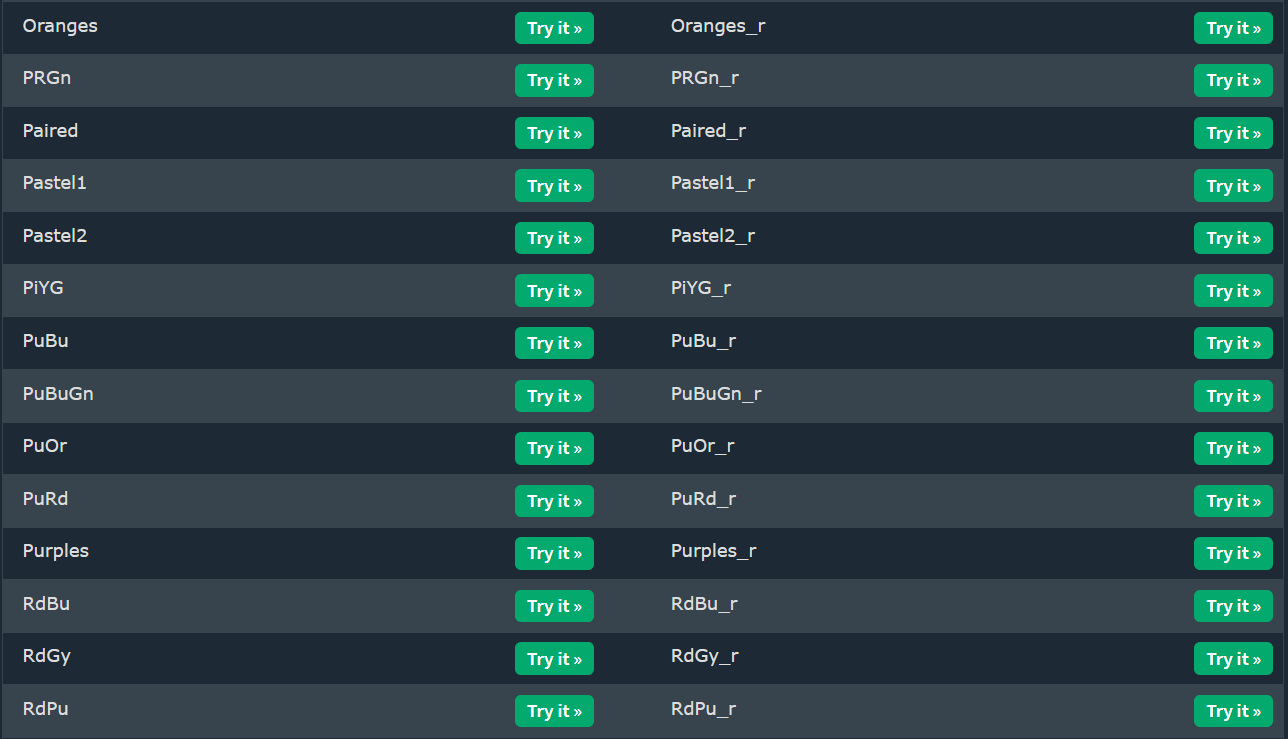 Oranges Try it » Oranges_r Try it »
PRGn Try it » PRGn_r Try it »
Paired Try it » Paired_r Try it »
Pastel1 Try it » Pastel1_r Try it »
Pastel2 Try it » Pastel2_r Try it »
PiYG Try it » PiYG_r Try it »
PuBu Try it » PuBu_r Try it »
PuBuGn Try it » PuBuGn_r Try it »
PuOr Try it » PuOr_r Try it »
PuRd Try it » PuRd_r Try it »
Purples Try it » Purples_r Try it »
RdBu Try it » RdBu_r Try it »
RdGy Try it » RdGy_r Try it »
RdPu Try it » RdPu_r Try it »